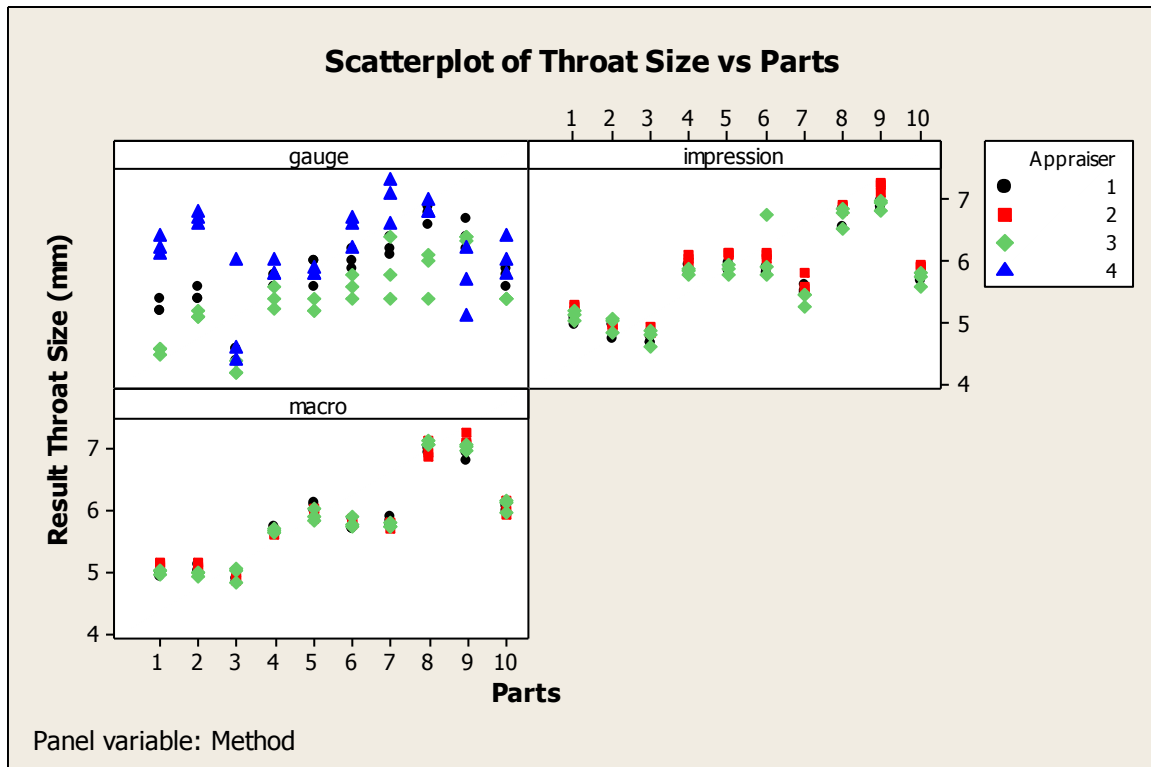 Scatterplot of Throat Size vs Parts
1 2 3 4 5 6 7 8 9 10
gauge
impression
Appraiser
1
2
3
4
7
6
5
4
macro
7
6
5
4
Result Throat Size (mm)
1 2 3 4 5 6 7 8 9 10
Parts
Panel variable: Method